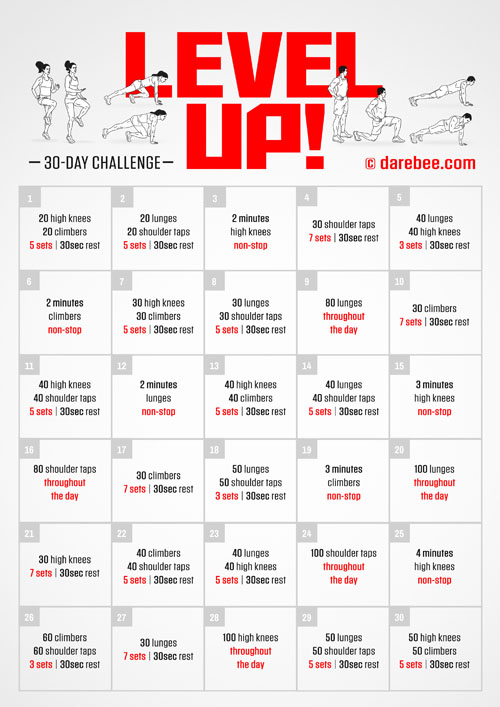 LEVEL
UP!
– 30-DAY CHALLENGE –
© darebee.com
1
20 high knees
20 climbers
5 sets | 30sec rest
2
20 lunges
20 shoulder taps
5 sets | 30sec rest
3
2 minutes
high knees
non-stop
4
30 shoulder taps
7 sets | 30sec rest
5
40 lunges
40 high knees
3 sets | 30sec rest
6
2 minutes
climbers
non-stop
7
30 high knees
30 climbers
5 sets | 30sec rest
8
30 lunges
30 shoulder taps
5 sets | 30sec rest
9
80 lunges
throughout
the day
10
30 climbers
7 sets | 30sec rest
11
40 high knees
40 shoulder taps
5 sets | 30sec rest
12
2 minutes
lunges
non-stop
13
40 high knees
40 climbers
5 sets | 30sec rest
14
40 lunges
40 shoulder taps
5 sets | 30sec rest
15
3 minutes
high knees
non-stop
16
80 shoulder taps
throughout
the day
17
30 climbers
7 sets | 30sec rest
18
50 lunges
50 shoulder taps
3 sets | 30sec rest
19
3 minutes
climbers
non-stop
20
100 lunges
throughout
the day
21
30 high knees
7 sets | 30sec rest
22
40 climbers
40 shoulder taps
5 sets | 30sec rest
23
40 lunges
40 high knees
5 sets | 30sec rest
24
100 shoulder taps
throughout
the day
25
4 minutes
high knees
non-stop
26
60 climbers
60 shoulder taps
3 sets | 30sec rest
27
30 lunges
7 sets | 30sec rest
28
100 high knees
throughout
the day
29
50 lunges
50 shoulder taps
5 sets | 30sec rest
30
50 high knees
50 climbers
5 sets | 30sec rest